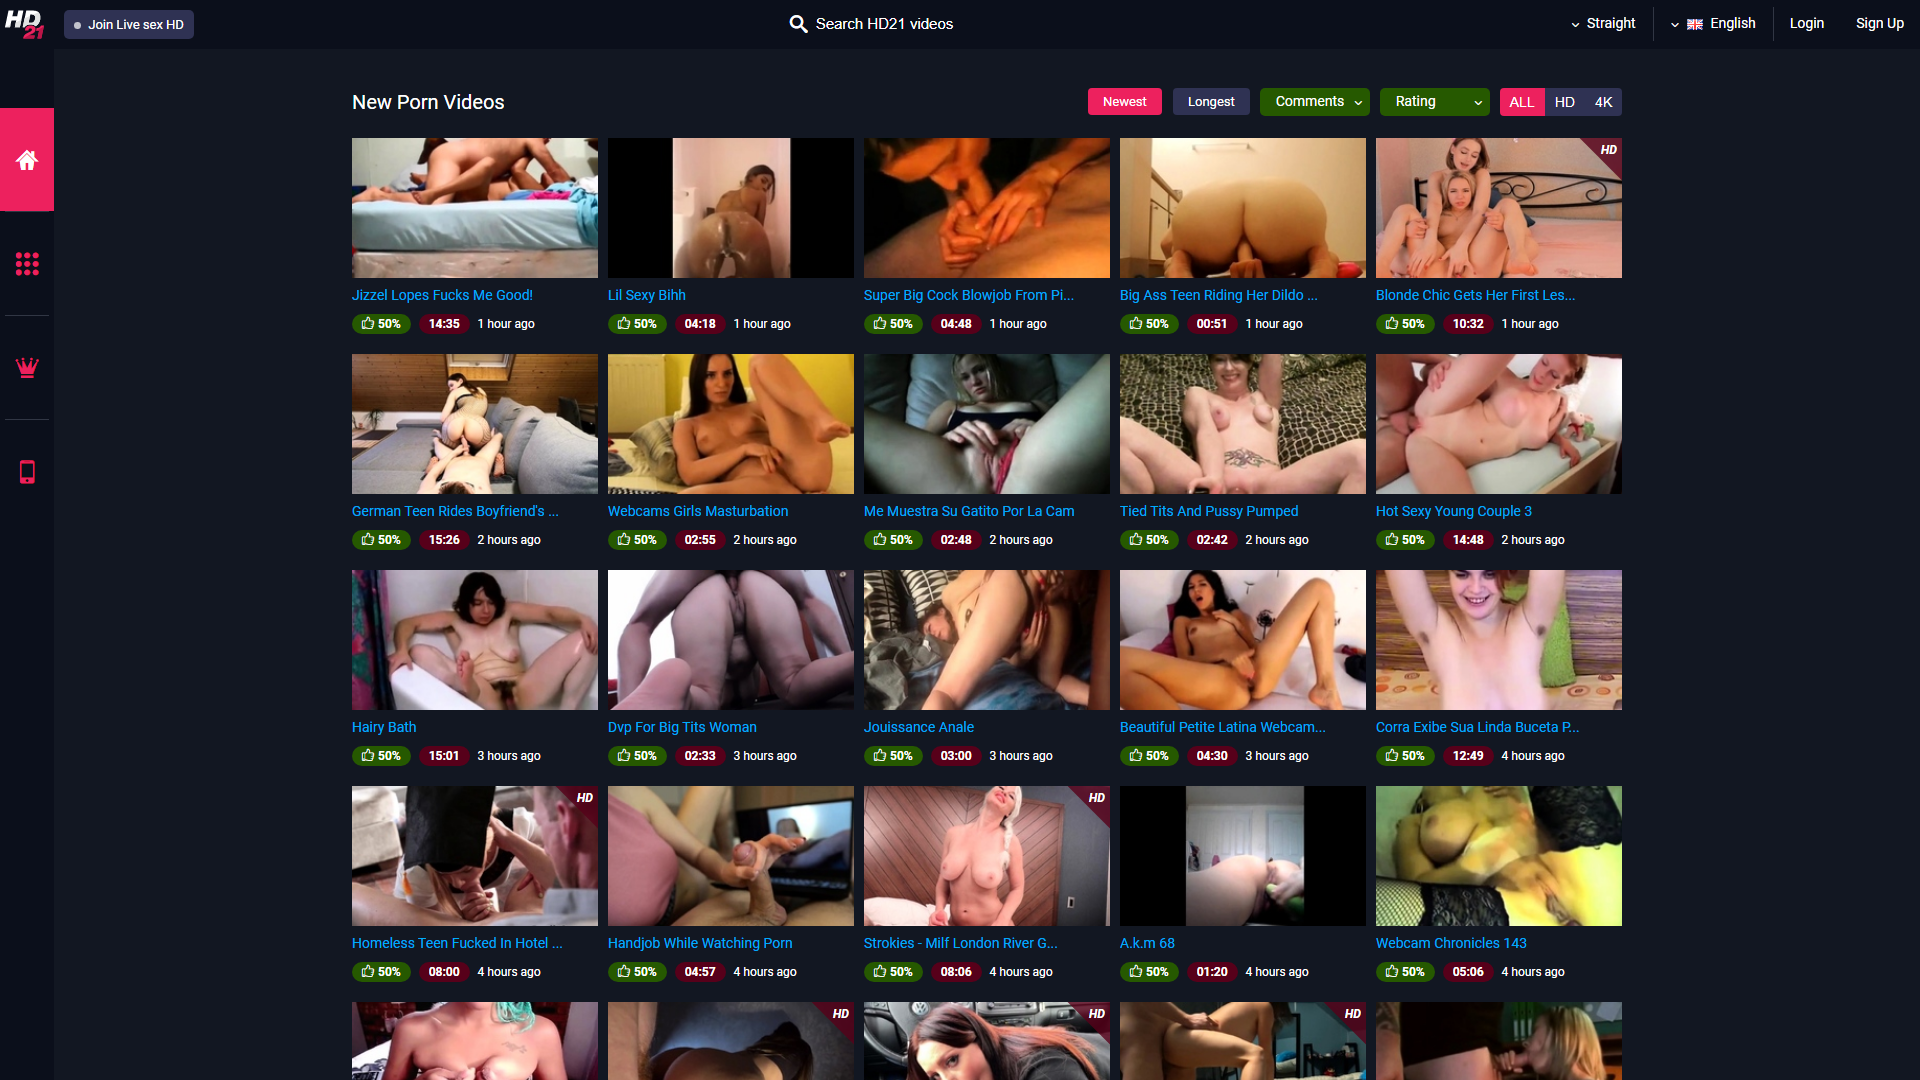 HD
21
Join Live sex HD
Search HD21 videos
Straight
English
Login
Sign Up
New Porn Videos
Newest
Longest
Comments
Rating
ALL
HD
4K
HD
Jizzel Lopes Fucks Me Good!
Lil Sexy Bihh
Super Big Cock Blowjob From Pi...
Big Ass Teen Riding Her Dildo ...
Blonde Chic Gets Her First Les...
50% 14:35 1 hour ago
50% 04:18 1 hour ago
50% 04:48 1 hour ago
50% 00:51 1 hour ago
50% 10:32 1 hour ago
German Teen Rides Boyfriend's ...
Webcams Girls Masturbation
Me Muestra Su Gatito Por La Cam
Tied Tits And Pussy Pumped
Hot Sexy Young Couple 3
50% 15:26 2 hours ago
50% 02:55 2 hours ago
50% 02:48 2 hours ago
50% 02:42 2 hours ago
50% 14:48 2 hours ago
Hairy Bath
Dvp For Big Tits Woman
Jouissance Anale
Beautiful Petite Latina Webcam...
Corra Exibe Sua Linda Buceta P...
50% 15:01 3 hours ago
50% 02:33 3 hours ago
50% 03:00 3 hours ago
50% 04:30 3 hours ago
50% 12:49 4 hours ago
HD
HD
Homeless Teen Fucked In Hotel ...
Handjob While Watching Porn
Strokies - Milf London River G...
A.k.m 68
Webcam Chronicles 143
50% 08:00 4 hours ago
50% 04:57 4 hours ago
50% 08:06 4 hours ago
50% 01:20 4 hours ago
50% 05:06 4 hours ago
HD
HD
HD